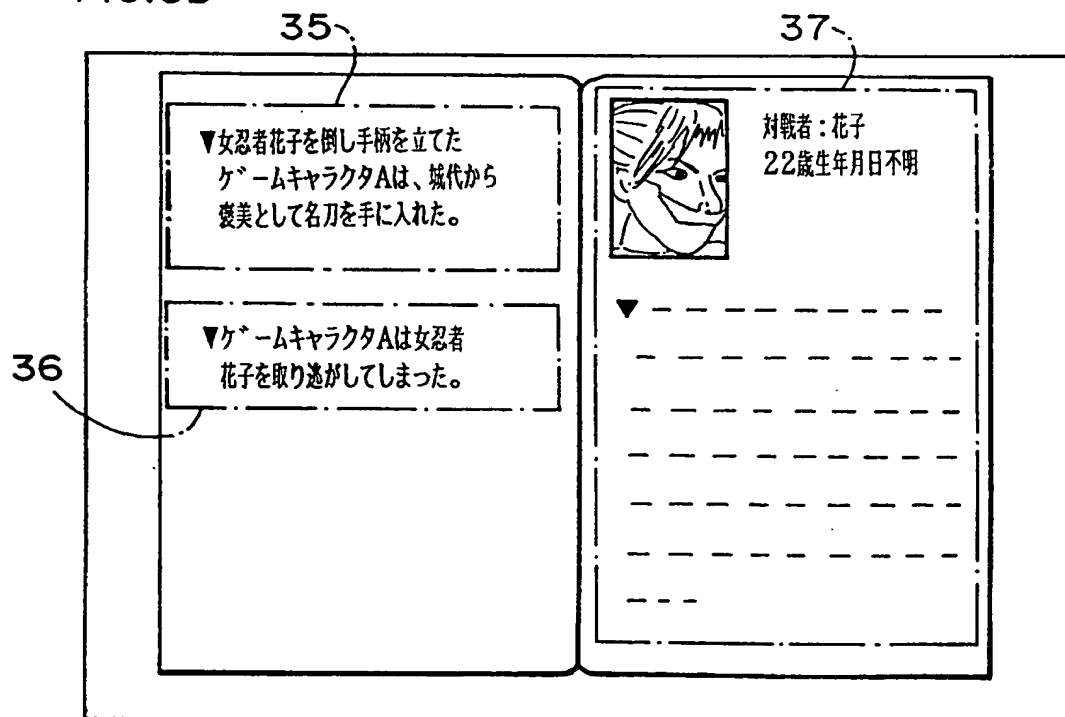 35
37
▼女忍者花子を倒し手柄を立てた
ゲームキャラクタAは、城代から
褒美として名刀を手に入れた。
36
▼ゲームキャラクタAは女忍者
花子を取り逃がしてしまった。
対戦者:花子
22歳生年月日不明
▼